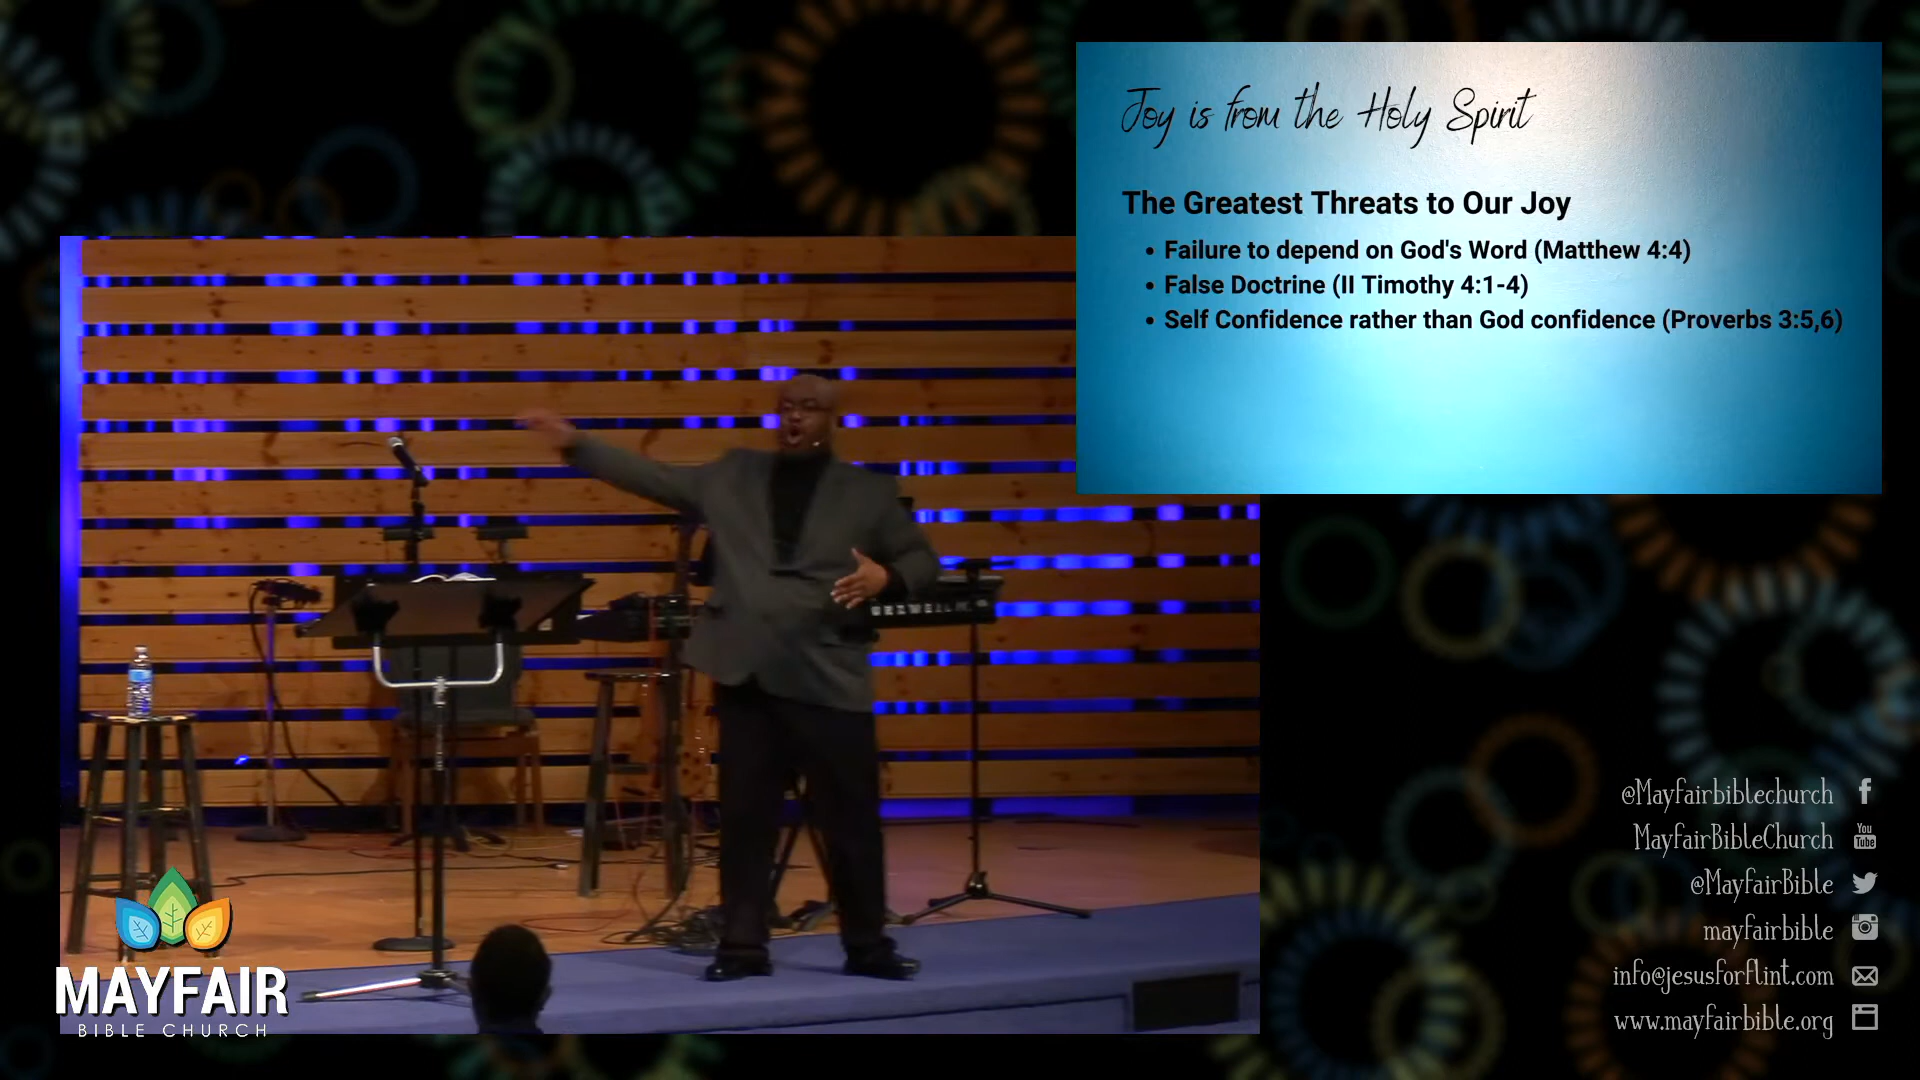 Joy is from the Holy Spirit
The Greatest Threats to Our Joy
• Failure to depend on God's Word (Matthew 4:4)
• False Doctrine (II Timothy 4:1-4)
• Self Confidence rather than God confidence (Proverbs 3:5,6)
KURZWEIL
MAYFAIR
BIBLE CHURCH
@Mayfairbiblechurch
MayfairBibleChurch
You
Tube
@MayfairBible
mayfairbible
info@jesusforflint.com
www.mayfairbible.org